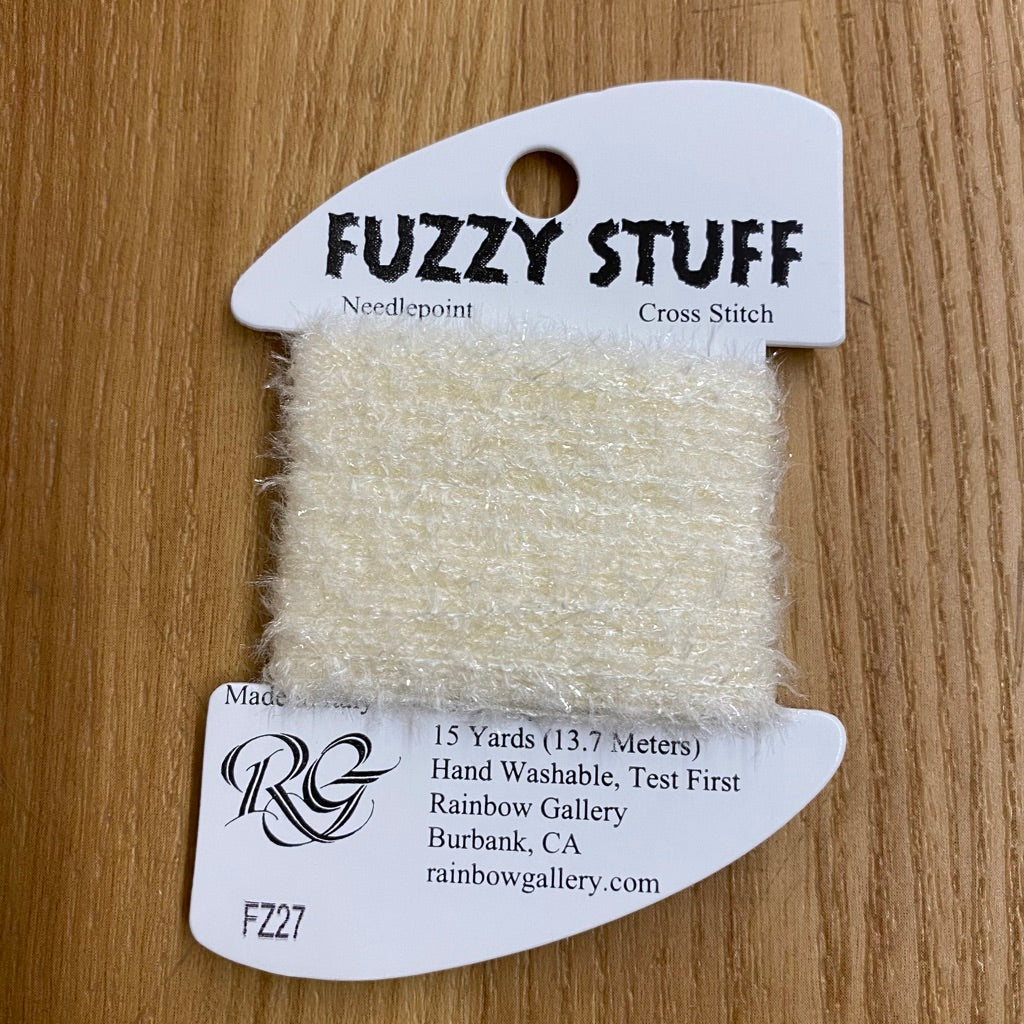 FUZZY STUFF
Needlepoint Cross Stitch
Made
15 Yards (13.7 Meters)
RG
Hand Washable, Test First
Rainbow Gallery
Burbank, CA
rainbowgallery.com
FZ27